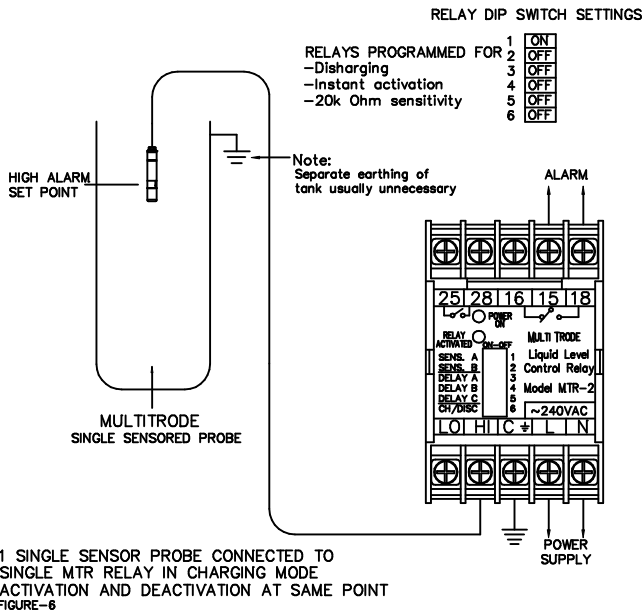 RELAY DIP SWITCH SETTINGS
RELAYS PROGRAMMED FOR
-Disharging
-Instant activation
-20k Ohm sensitivity
1 ON
2 OFF
3 OFF
4 OFF
5 OFF
6 OFF
HIGH ALARM
SET POINT
Note:
Separate earthing of
tank usually unnecessary
ALARM
25 28 16 15 18
POWER
ON
RELAY
ACTIVATED
ON-OFF
MULTI TRODE
Liquid Level
Control Relay
Model MTR-2
SENS. A 1
SENS. B 2
DELAY A 3
DELAY B 4
DELAY C 5
CH/DISC 6
~240VAC
LO HI C L N
MULTITRODE
SINGLE SENSORED PROBE
POWER
SUPPLY
1 SINGLE SENSOR PROBE CONNECTED TO
SINGLE MTR RELAY IN CHARGING MODE
ACTIVATION AND DEACTIVATION AT SAME POINT
FIGURE-6